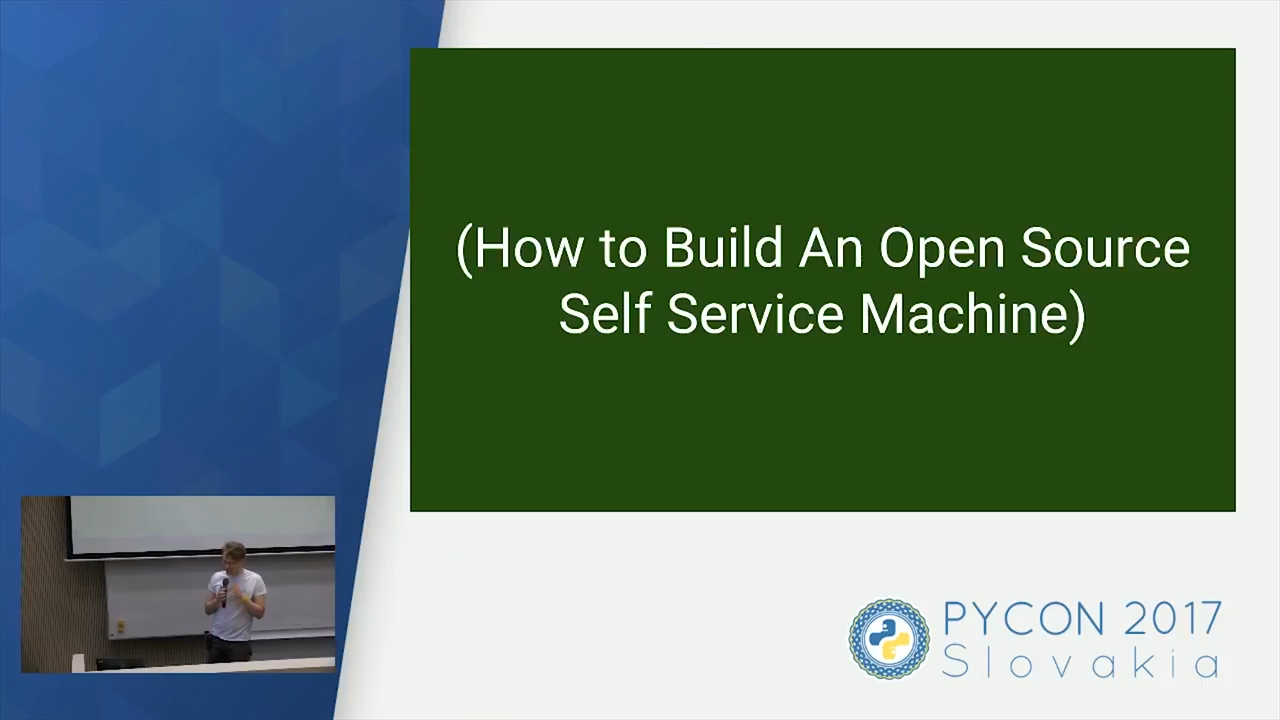 (How to Build An Open Source
Self Service Machine)
PYCON 2017
Slovakia